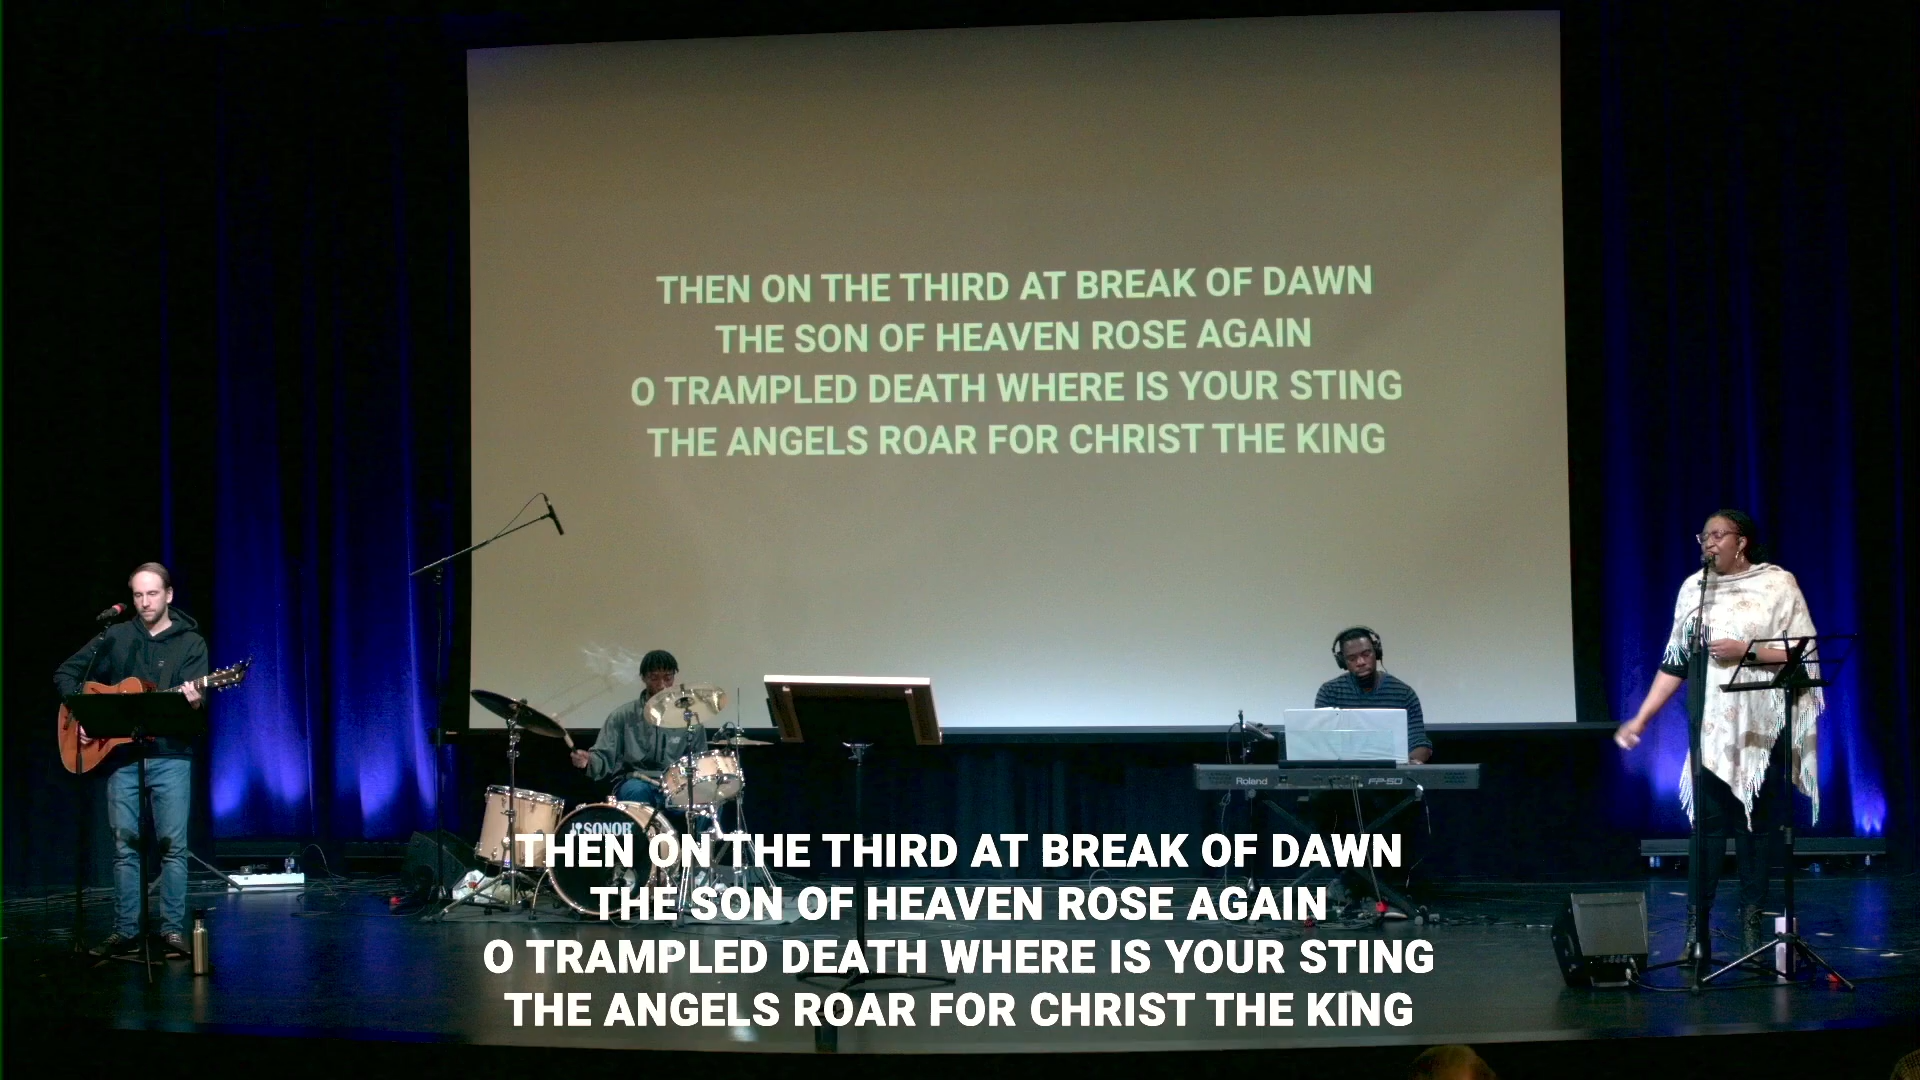 THEN ON THE THIRD AT BREAK OF DAWN
THE SON OF HEAVEN ROSE AGAIN
O TRAMPLED DEATH WHERE IS YOUR STING
THE ANGELS ROAR FOR CHRIST THE KING
Roland FP-50
SONOR
THEN ON THE THIRD AT BREAK OF DAWN
THE SON OF HEAVEN ROSE AGAIN
O TRAMPLED DEATH WHERE IS YOUR STING
THE ANGELS ROAR FOR CHRIST THE KING